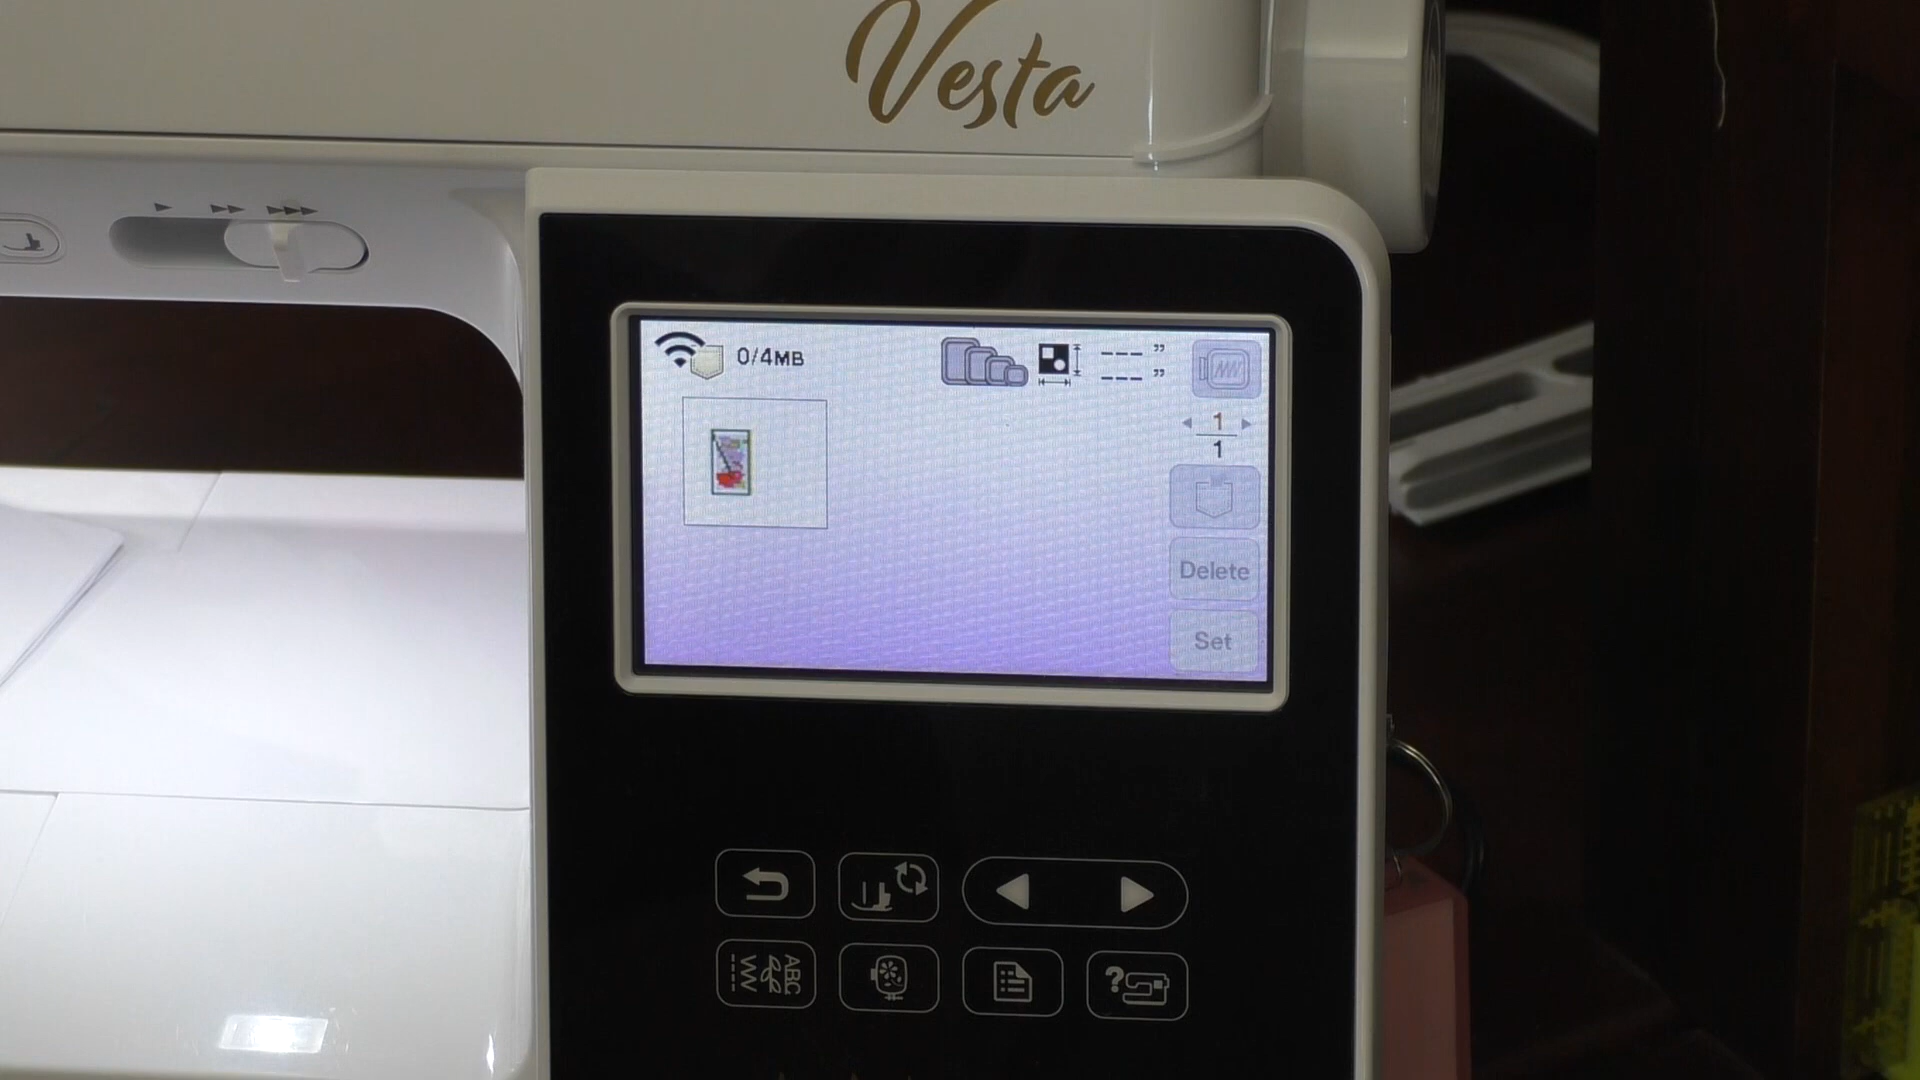 Vesta
0/4MB
--- "
--- "
1
1
Delete
Set
ABC
?